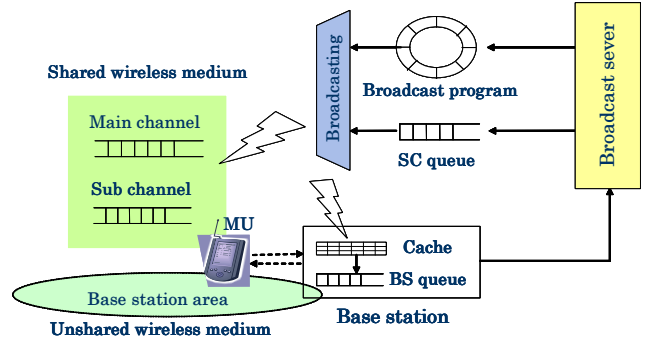 Shared wireless medium
Main channel
Sub channel
MU
Base station area
Unshared wireless medium
Broadcasting
Broadcast program
SC queue
Broadcast sever
Cache
BS queue
Base station